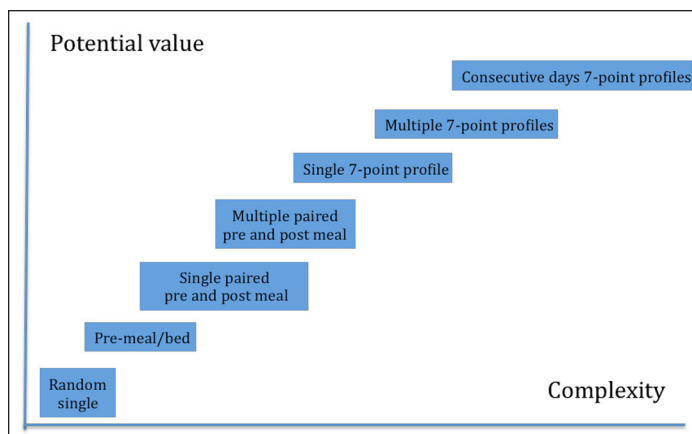 Potential value
Consecutive days 7-point profiles
Multiple 7-point profiles
Single 7-point profile
Multiple paired
pre and post meal
Single paired
pre and post meal
Pre-meal/bed
Random
single
Complexity